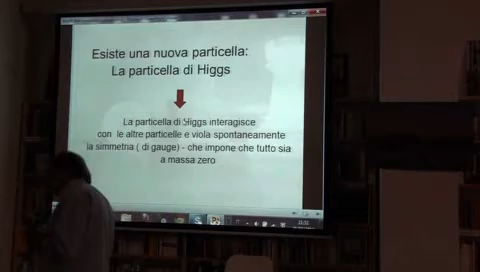 Esiste una nuova particella:
La particella di Higgs
La particella di Higgs interagisce
con le altre particelle e viola spontaneamente
la simmetria ( di gauge) - che impone che tutto sia
a massa zero